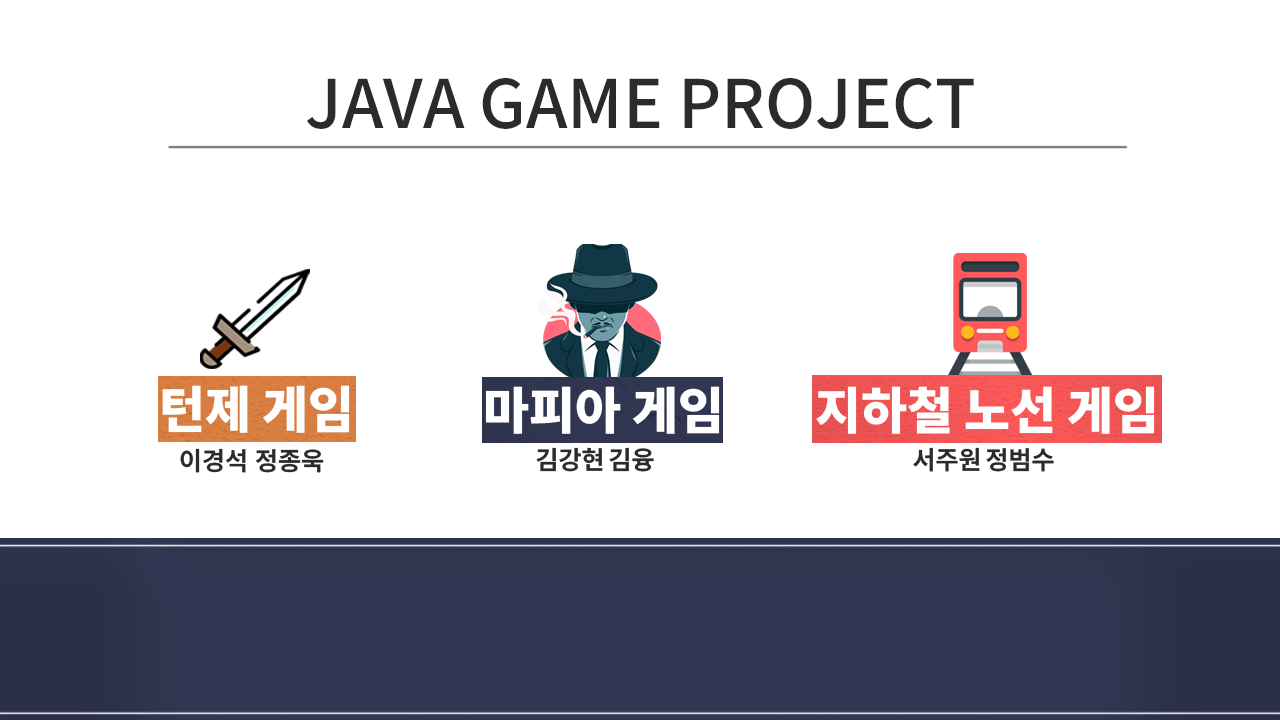 JAVA GAME PROJECT
턴제 게임
이경석 정종욱
마피아 게임
김강현 김융
지하철 노선 게임
서주원 정범수